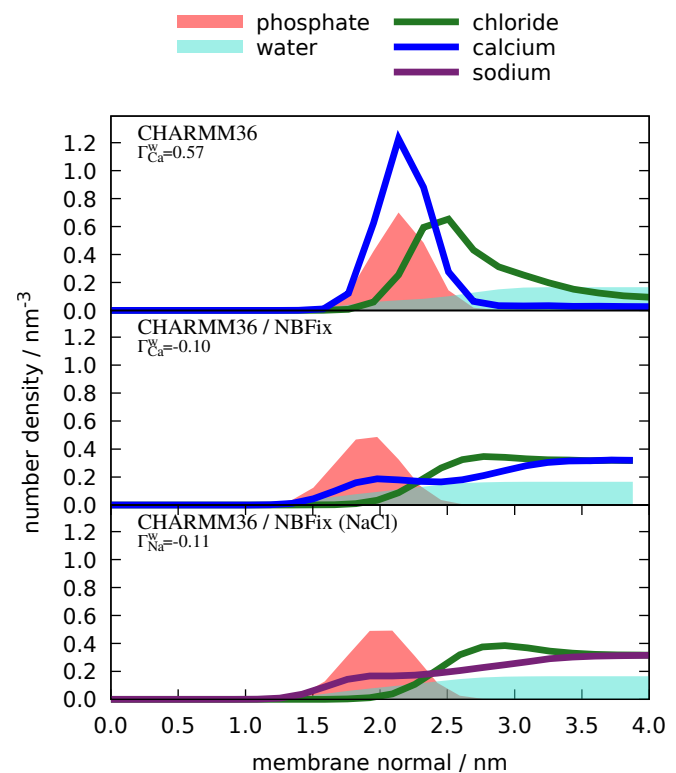 phosphate
water
chloride
calcium
sodium
number density / nm⁻³
CHARMM36
Γ^w_Ca=0.57
1.2
1.0
0.8
0.6
0.4
0.2
0.0
CHARMM36 / NBFix
Γ^w_Ca=-0.10
1.2
1.0
0.8
0.6
0.4
0.2
0.0
CHARMM36 / NBFix (NaCl)
Γ^w_Na=-0.11
1.2
1.0
0.8
0.6
0.4
0.2
0.0
0.0 0.5 1.0 1.5 2.0 2.5 3.0 3.5 4.0
membrane normal / nm